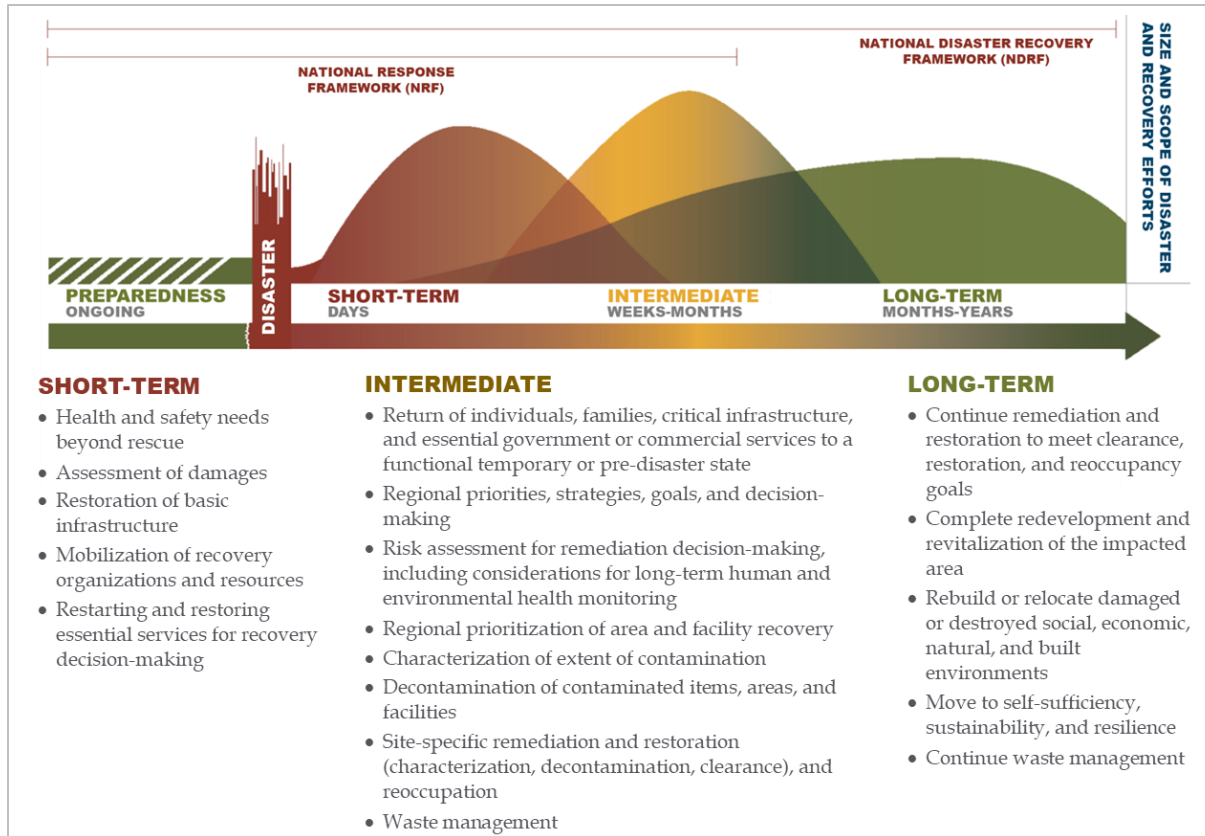 NATIONAL DISASTER RECOVERY
FRAMEWORK (NDRF)
NATIONAL RESPONSE
FRAMEWORK (NRF)
SIZE AND SCOPE OF DISASTER
AND RECOVERY EFFORTS
DISASTER
PREPAREDNESS
ONGOING
SHORT-TERM
DAYS
INTERMEDIATE
WEEKS-MONTHS
LONG-TERM
MONTHS-YEARS
SHORT-TERM
• Health and safety needs
beyond rescue
• Assessment of damages
• Restoration of basic
infrastructure
• Mobilization of recovery
organizations and resources
• Restarting and restoring
essential services for recovery
decision-making
INTERMEDIATE
• Return of individuals, families, critical infrastructure,
and essential government or commercial services to a
functional temporary or pre-disaster state
• Regional priorities, strategies, goals, and decision-
making
• Risk assessment for remediation decision-making,
including considerations for long-term human and
environmental health monitoring
• Regional prioritization of area and facility recovery
• Characterization of extent of contamination
• Decontamination of contaminated items, areas, and
facilities
• Site-specific remediation and restoration
(characterization, decontamination, clearance), and
reoccupation
• Waste management
LONG-TERM
• Continue remediation and
restoration to meet clearance,
restoration, and reoccupancy
goals
• Complete redevelopment and
revitalization of the impacted
area
• Rebuild or relocate damaged
or destroyed social, economic,
natural, and built
environments
• Move to self-sufficiency,
sustainability, and resilience
• Continue waste management